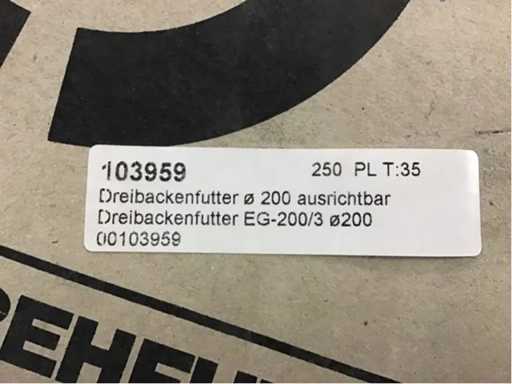 103959 250 PL T:35
Dreibackenfutter ø 200 ausrichtbar
Dreibackenfutter EG-200/3 ø200
00103959